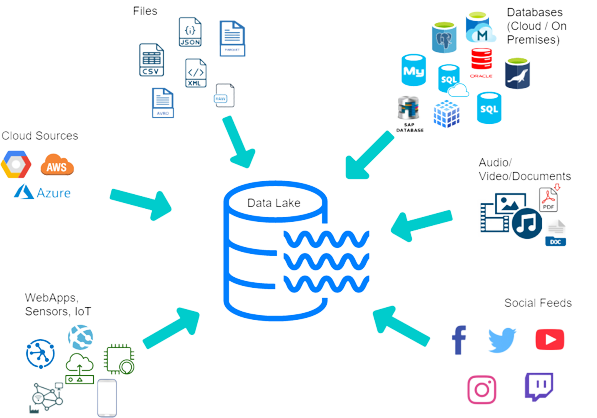 Files
Databases
(Cloud / On
Premises)
{i}
JSON
PARQUET
CSV
XML
AVRO
M
ORACLE
My
SQL
SQL
SAP
DATABASE
Cloud Sources
AWS
Azure
Audio/
Video/Documents
PDF
DOC
Data Lake
WebApps,
Sensors, IoT
Social Feeds